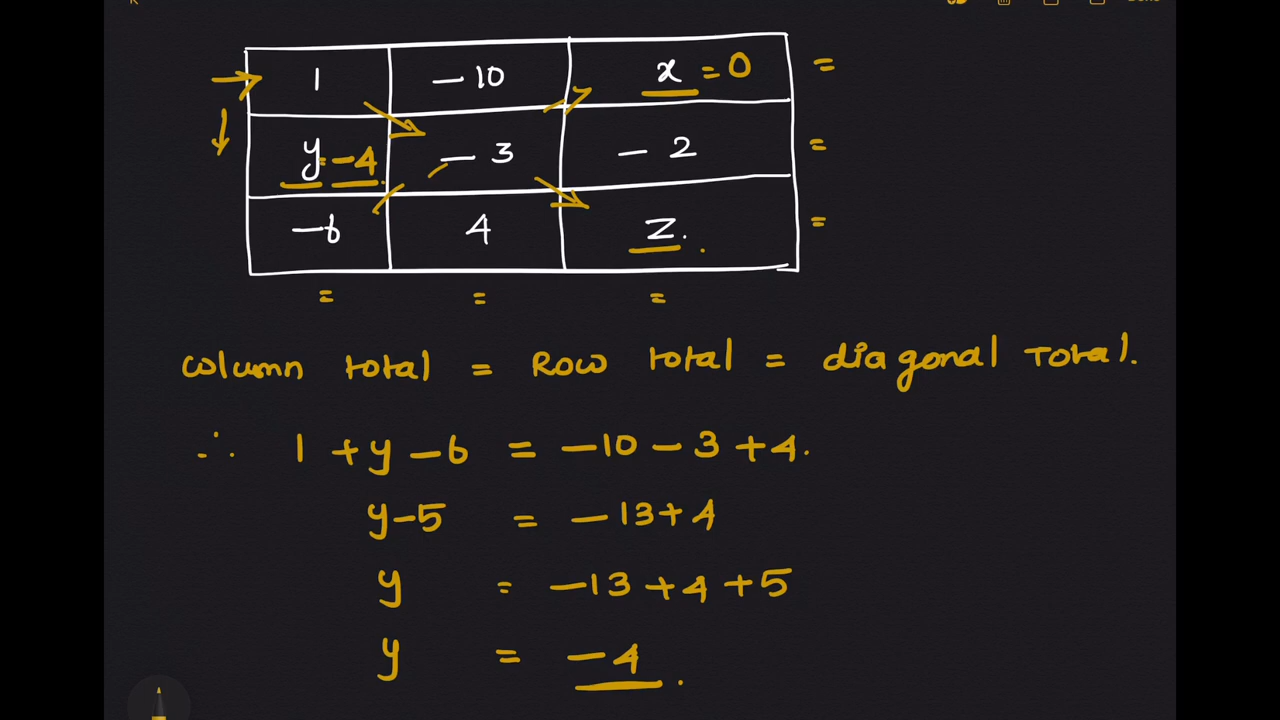 1 −10 x = 0 =
y = −4. −3 −2 =
−6 4 z. . =
= = =
column total = Row total = diagonal Total.
∴ 1 + y − 6 = −10 − 3 + 4.
y − 5 = −13 + 4
y = −13 + 4 + 5
y = −4.